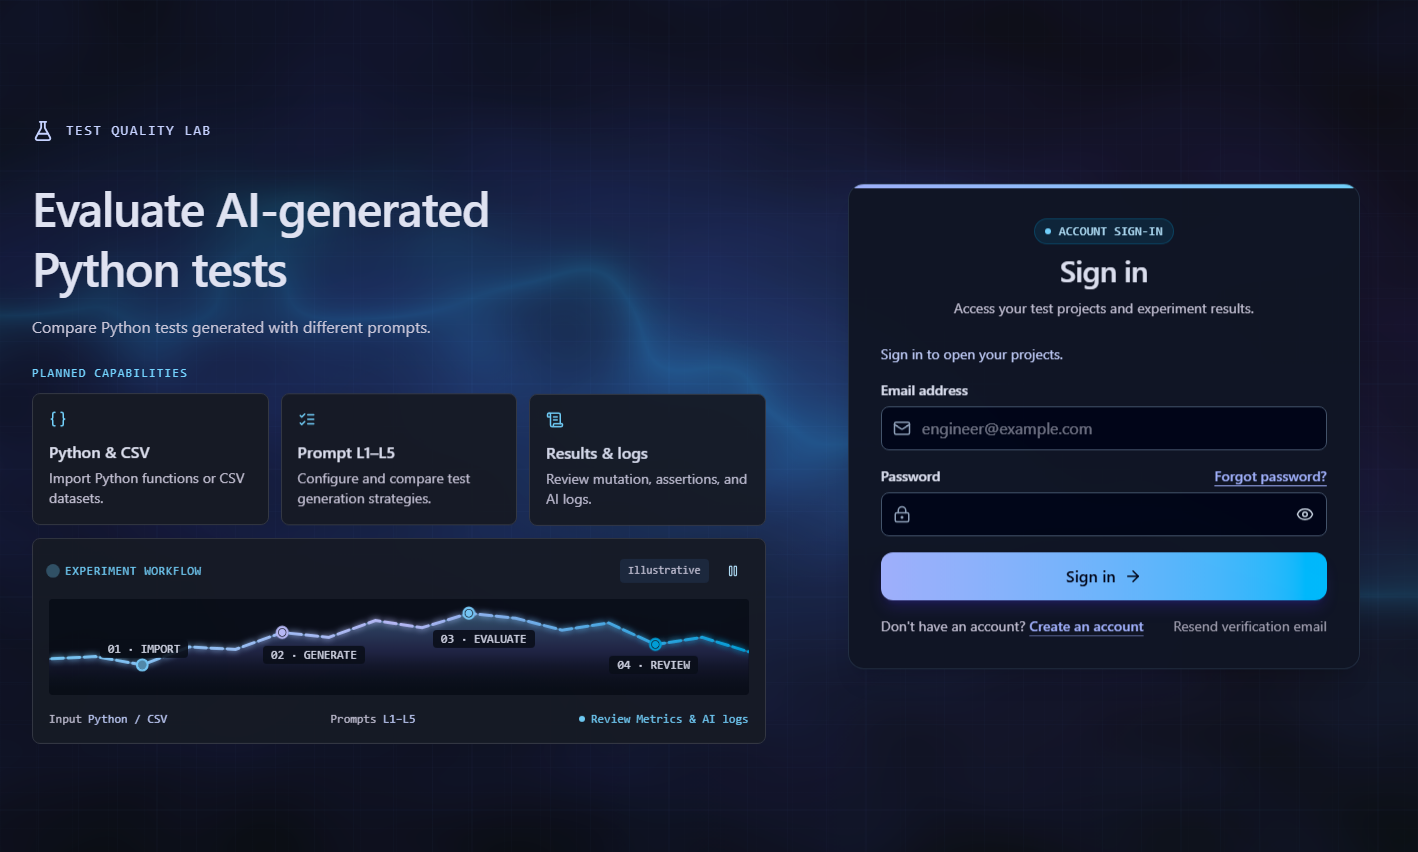 TEST QUALITY LAB
Evaluate AI-generated
Python tests
Compare Python tests generated with different prompts.
PLANNED CAPABILITIES
Python & CSV
Import Python functions or CSV
datasets.
Prompt L1–L5
Configure and compare test
generation strategies.
Results & logs
Review mutation, assertions, and
AI logs.
EXPERIMENT WORKFLOW
Illustrative
01 · IMPORT
02 · GENERATE
03 · EVALUATE
04 · REVIEW
Input Python / CSV
Prompts L1–L5
Review Metrics & AI logs
ACCOUNT SIGN-IN
Sign in
Access your test projects and experiment results.
Sign in to open your projects.
Email address
engineer@example.com
Password
Forgot password?
Sign in
Don't have an account? Create an account
Resend verification email